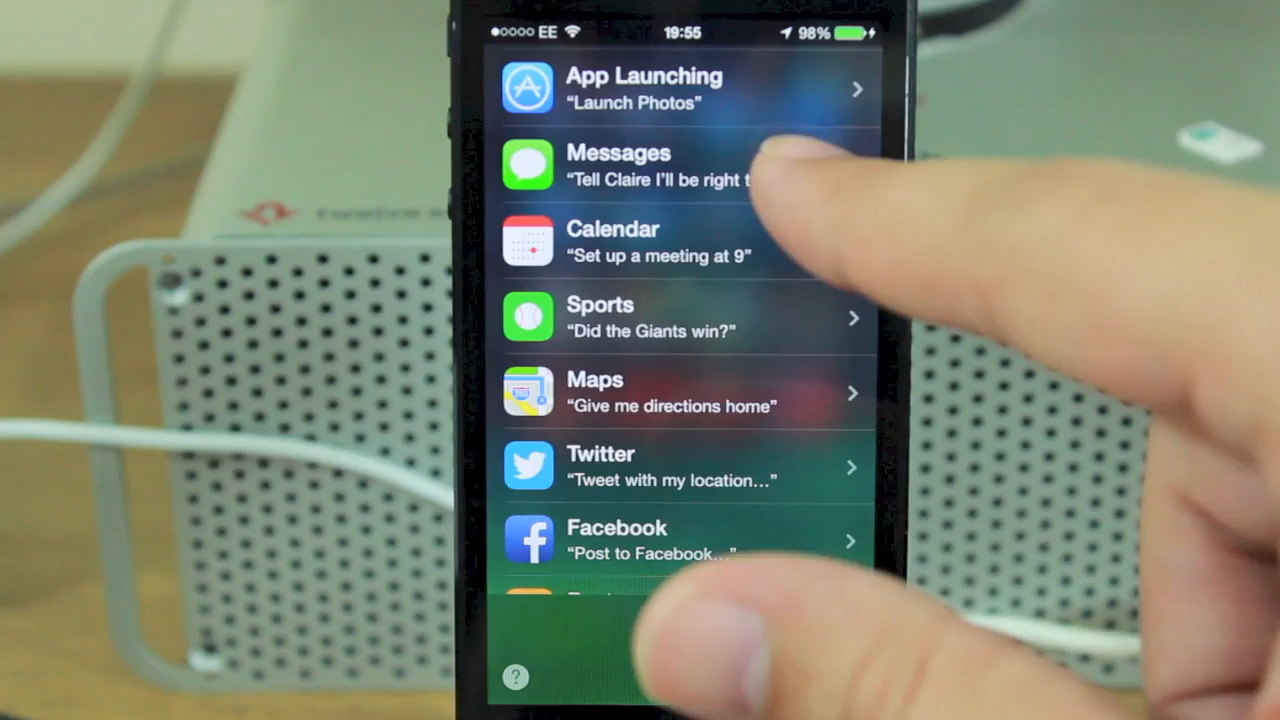 EE 19:55 98%
App Launching
“Launch Photos”
Messages
“Tell Claire I’ll be right t
Calendar
“Set up a meeting at 9”
Sports
“Did the Giants win?”
Maps
“Give me directions home”
Twitter
“Tweet with my location…”
Facebook
“Post to Facebook…”
?